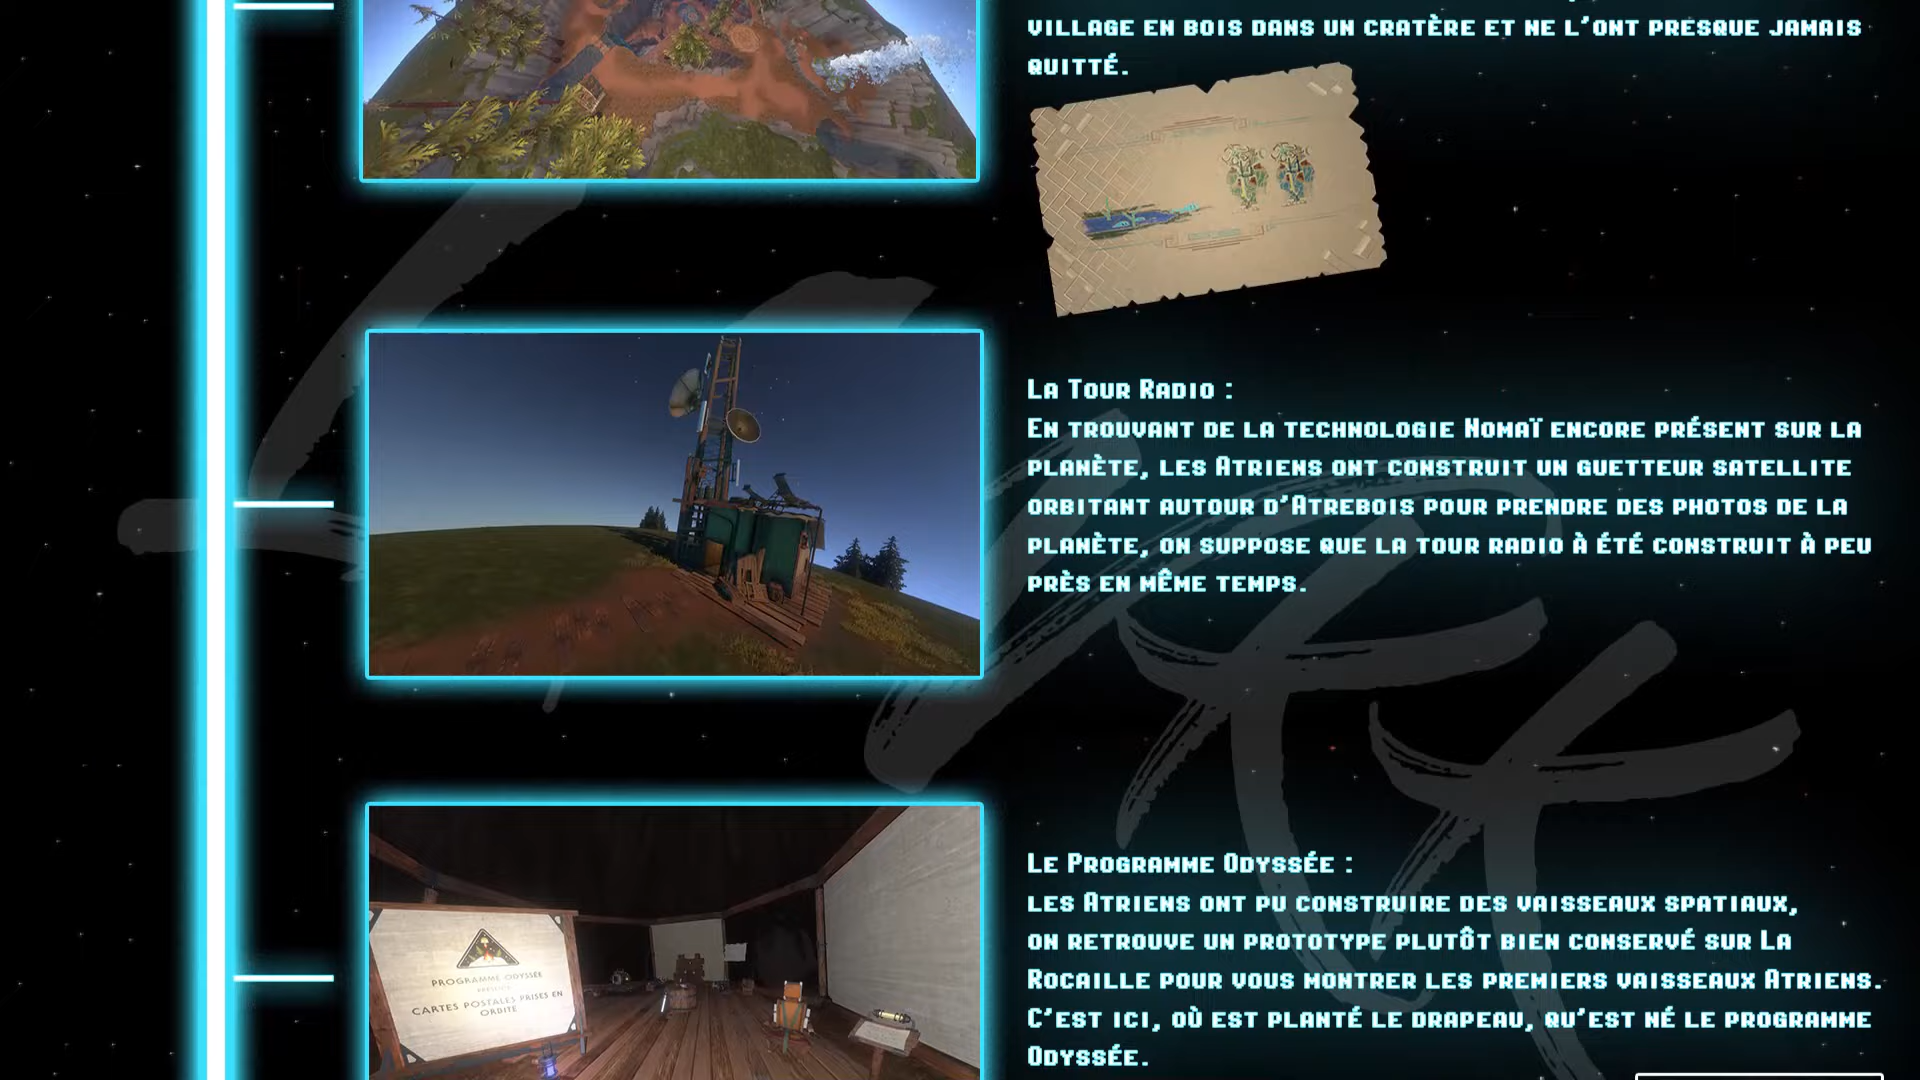 village en bois dans un cratère et ne l'ont presque jamais
quitté.
La Tour Radio :
En trouvant de la technologie Nomaï encore présent sur la
planète, les Atriens ont construit un guetteur satellite
orbitant autour d'Atrebois pour prendre des photos de la
planète, on suppose que la tour radio à été construit à peu
près en même temps.
Le Programme Odyssée :
les Atriens ont pu construire des vaisseaux spatiaux,
on retrouve un prototype plutôt bien conservé sur La
Rocaille pour vous montrer les premiers vaisseaux Atriens.
C'est ici, où est planté le drapeau, qu'est né le programme
Odyssée.
PROGRAMME ODYSSÉE
PRÉSENTE
CARTES POSTALES PRISES EN
ORBITE